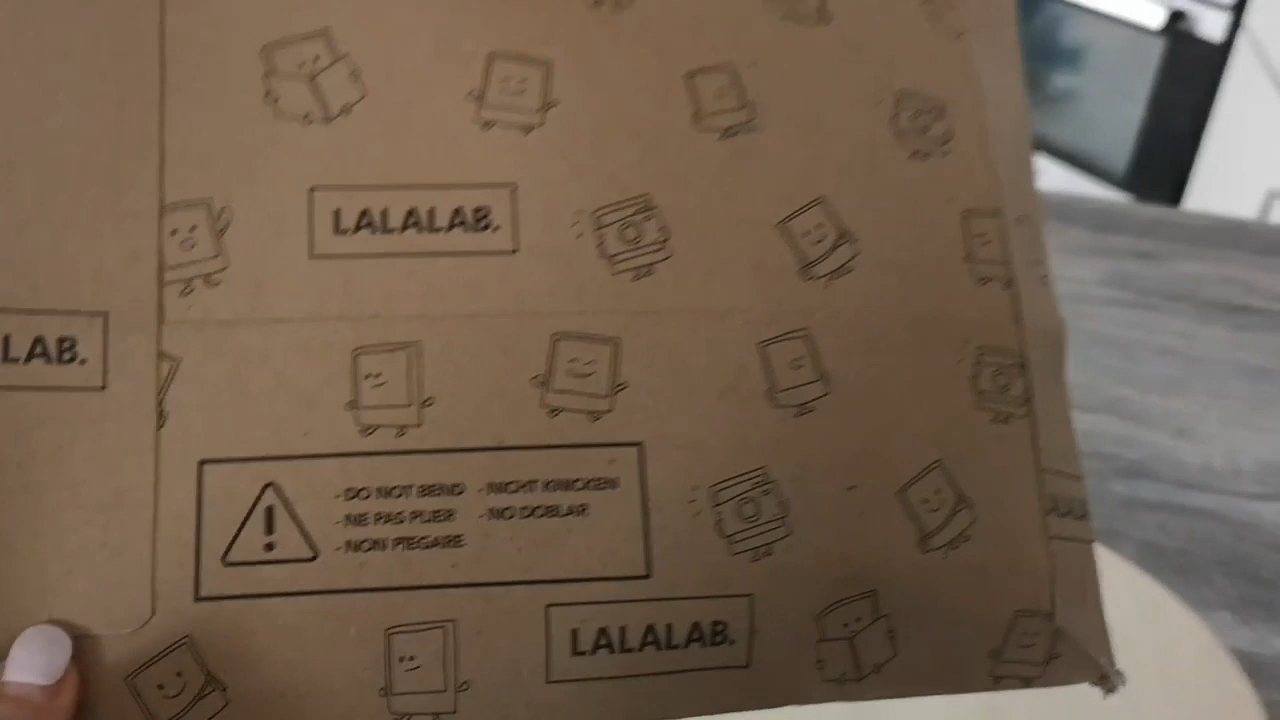 LALALAB.
LAB.
- DO NOT BEND - NICHT KNICKEN
- NE PAS PLIER - NO DOBLAR
- NON PIEGARE
LALALAB.